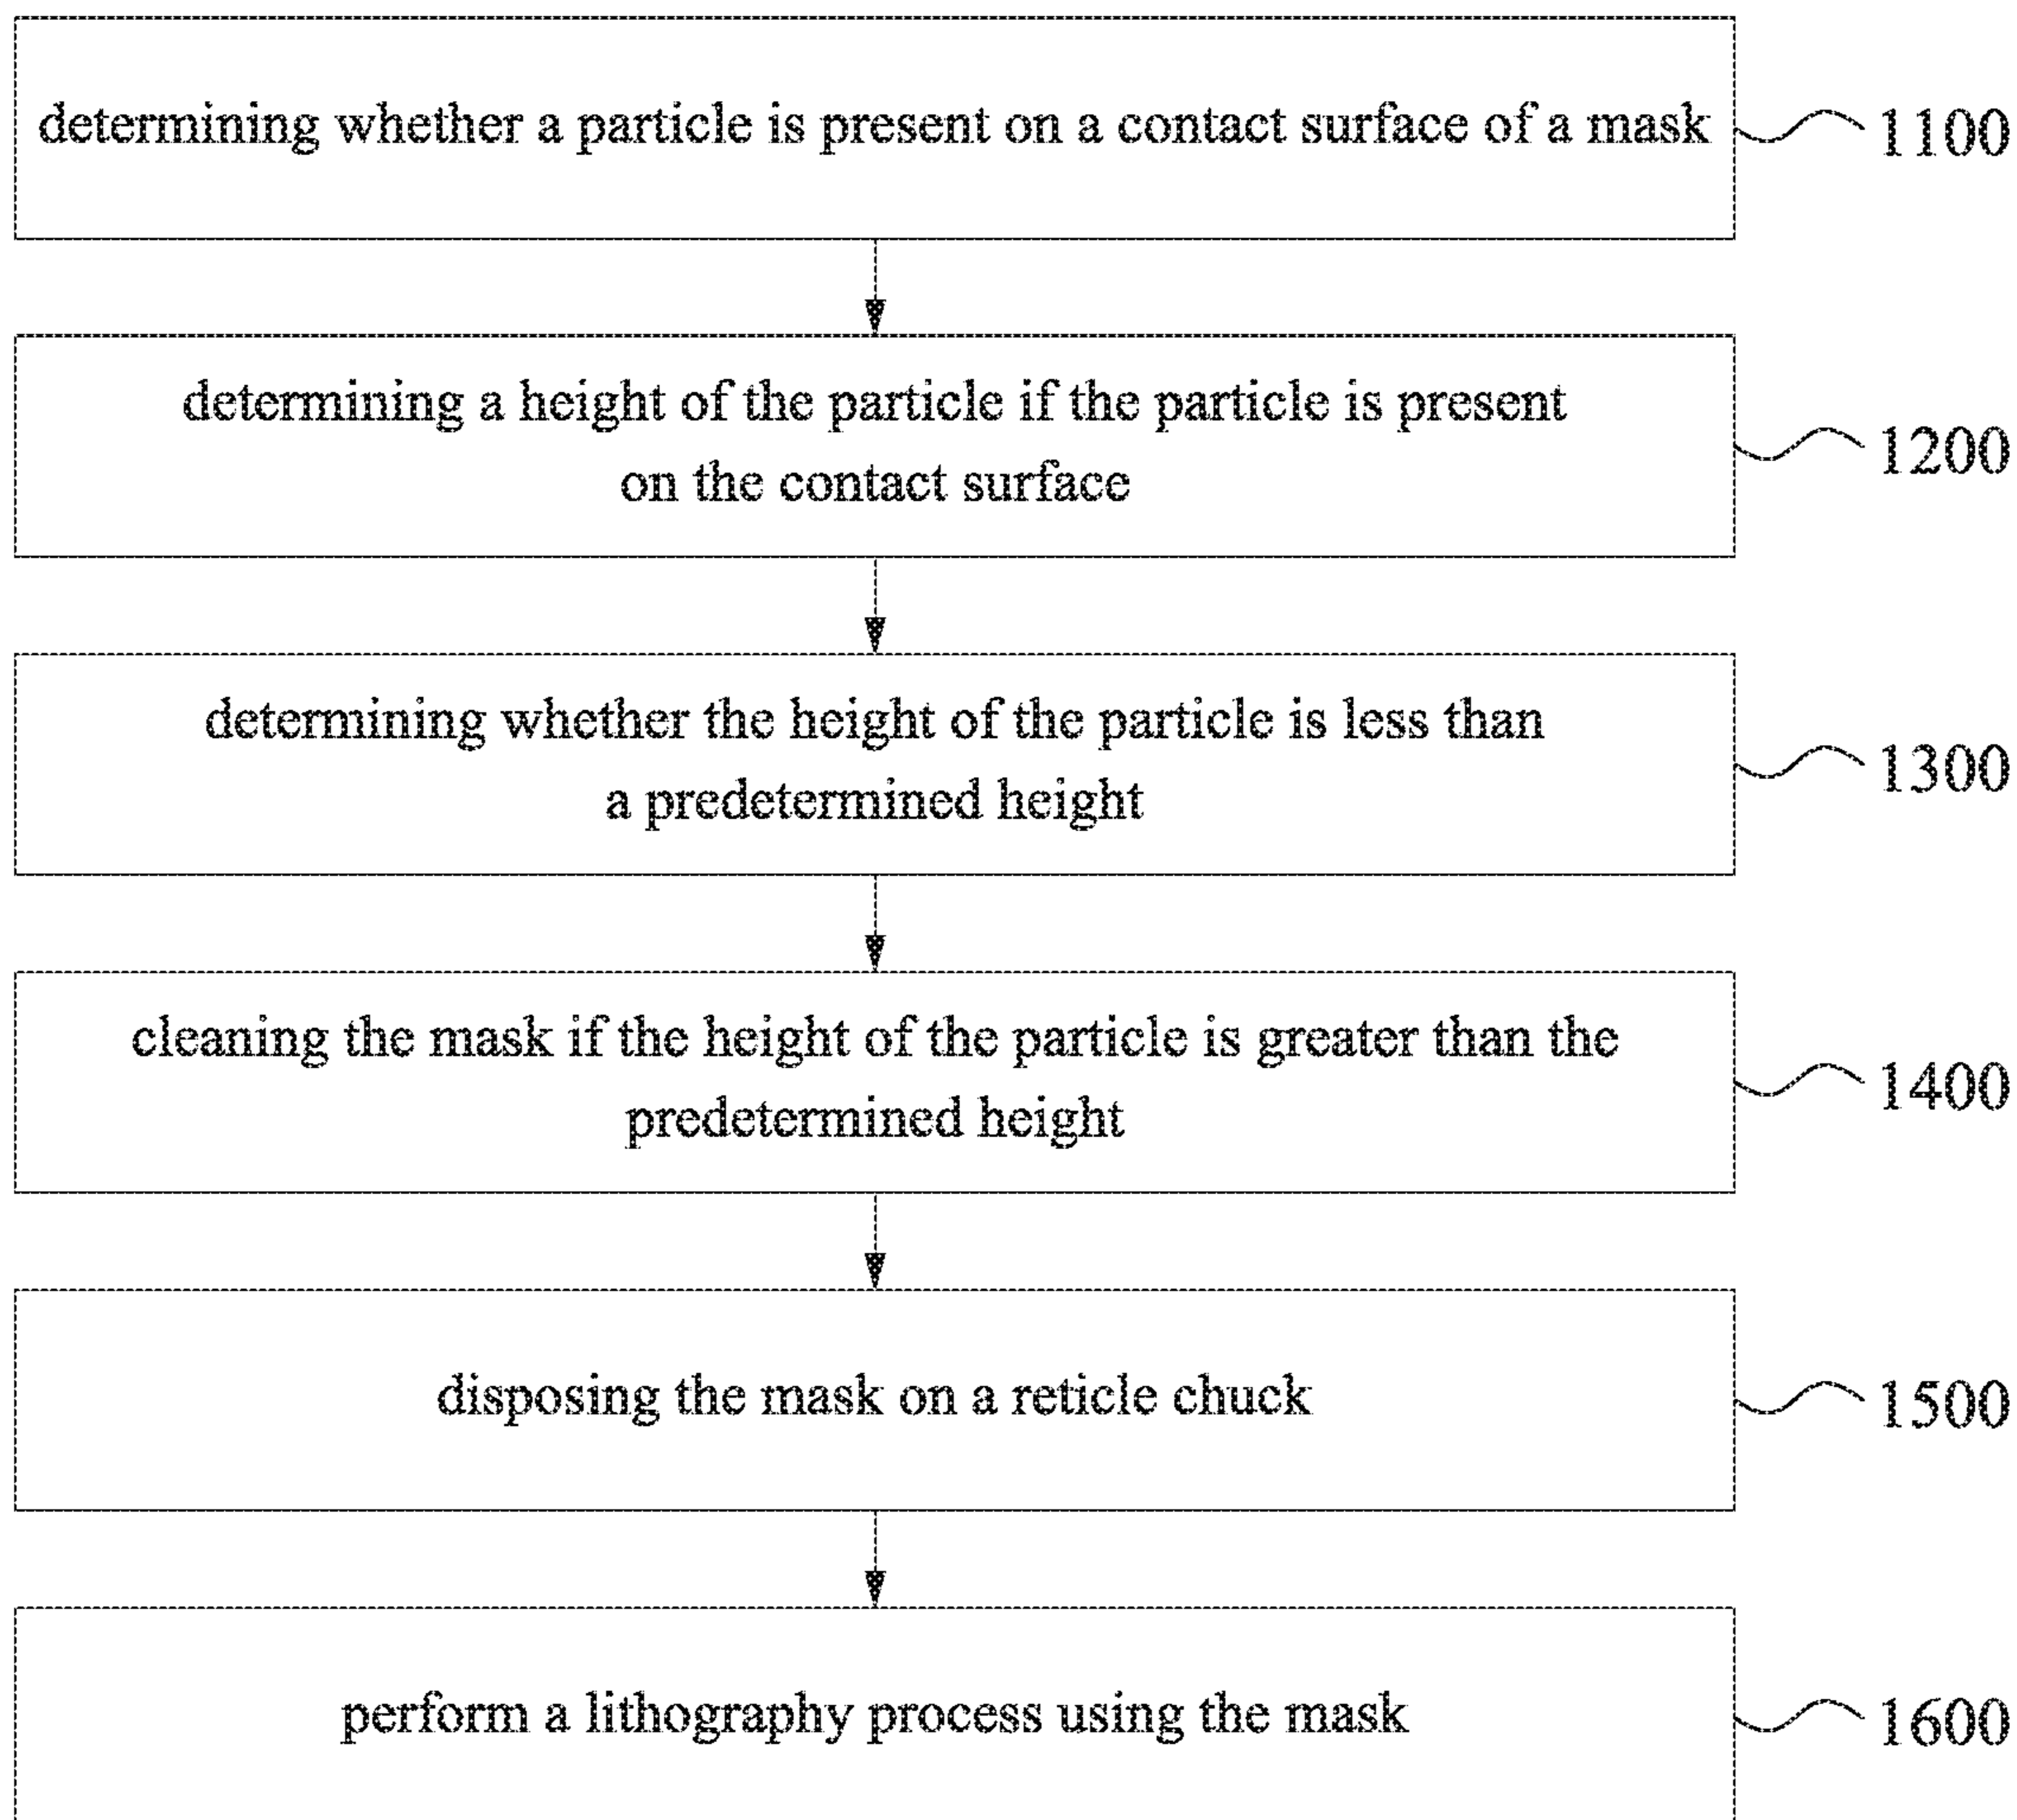 determining whether a particle is present on a contact surface of a mask
1100
determining a height of the particle if the particle is present
on the contact surface
1200
determining whether the height of the particle is less than
a predetermined height
1300
cleaning the mask if the height of the particle is greater than the
predetermined height
1400
disposing the mask on a reticle chuck
1500
perform a lithography process using the mask
1600